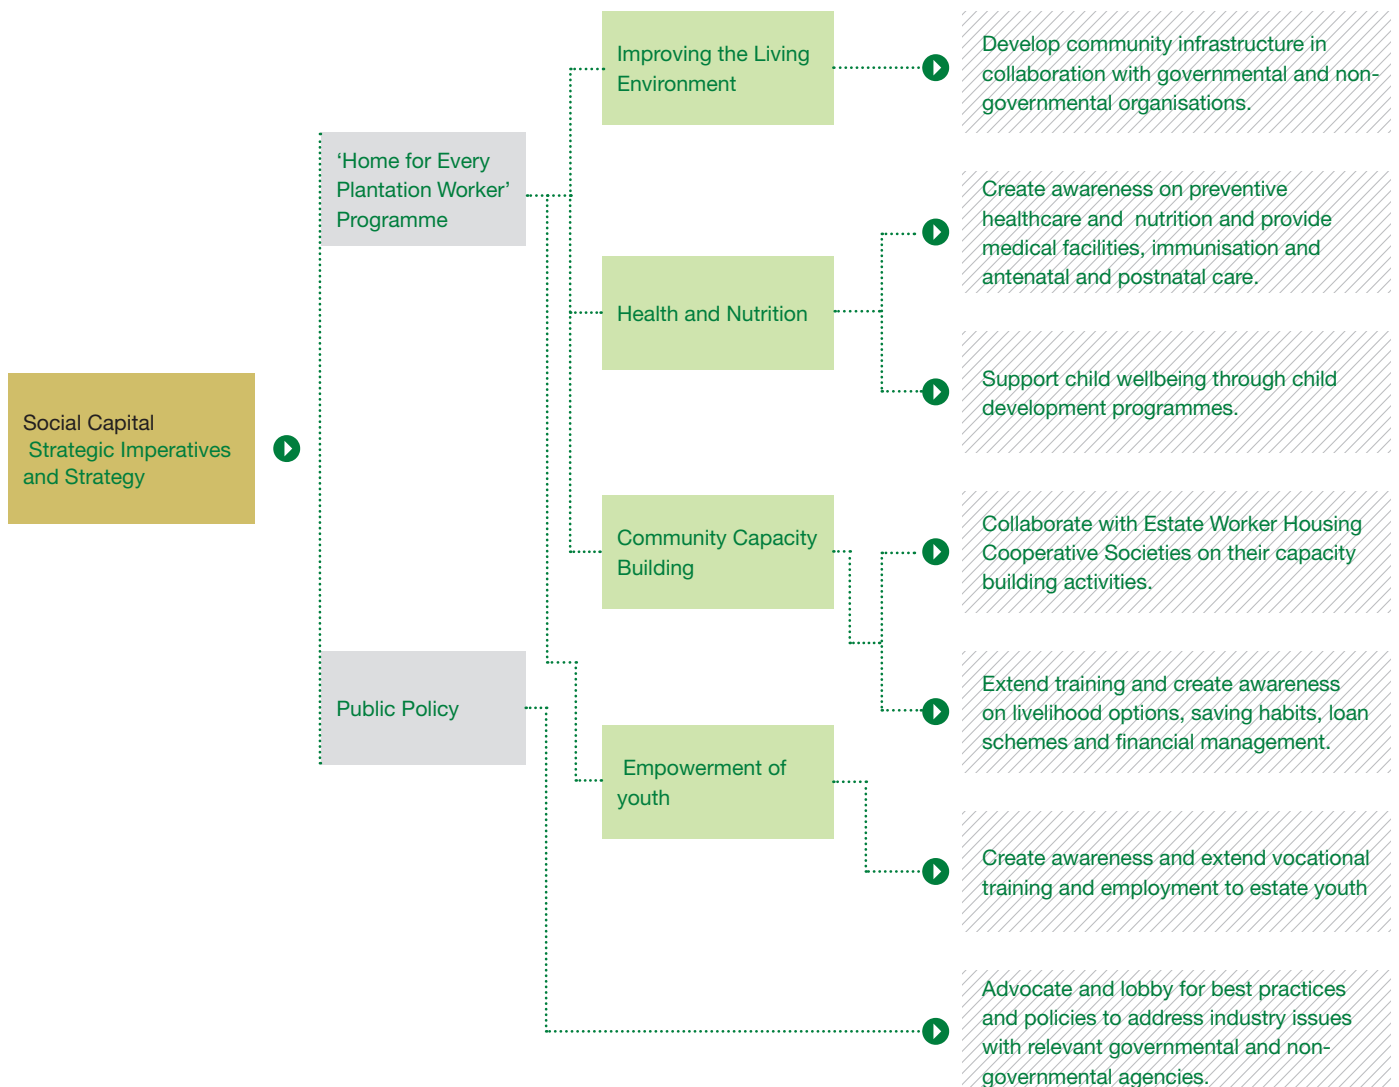 Social Capital
Strategic Imperatives
and Strategy
‘Home for Every
Plantation Worker’
Programme
Public Policy
Improving the Living
Environment
Health and Nutrition
Community Capacity
Building
Empowerment of
youth
Develop community infrastructure in
collaboration with governmental and non-
governmental organisations.
Create awareness on preventive
healthcare and nutrition and provide
medical facilities, immunisation and
antenatal and postnatal care.
Support child wellbeing through child
development programmes.
Collaborate with Estate Worker Housing
Cooperative Societies on their capacity
building activities.
Extend training and create awareness
on livelihood options, saving habits, loan
schemes and financial management.
Create awareness and extend vocational
training and employment to estate youth
Advocate and lobby for best practices
and policies to address industry issues
with relevant governmental and non-
governmental agencies.